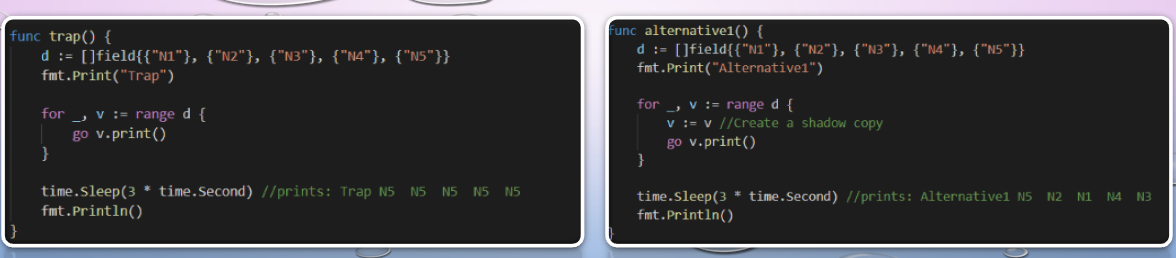 func trap() {
    d := []field{{"N1"}, {"N2"}, {"N3"}, {"N4"}, {"N5"}}
    fmt.Print("Trap")
    for _, v := range d {
        go v.print()
    }
    time.Sleep(3 * time.Second) //prints: Trap N5  N5  N5  N5  N5
    fmt.Println()
}
func alternative1() {
    d := []field{{"N1"}, {"N2"}, {"N3"}, {"N4"}, {"N5"}}
    fmt.Print("Alternative1")
    for _, v := range d {
        v := v //Create a shadow copy
        go v.print()
    }
    time.Sleep(3 * time.Second) //prints: Alternative1 N5  N2  N1  N4  N3
    fmt.Println()
}